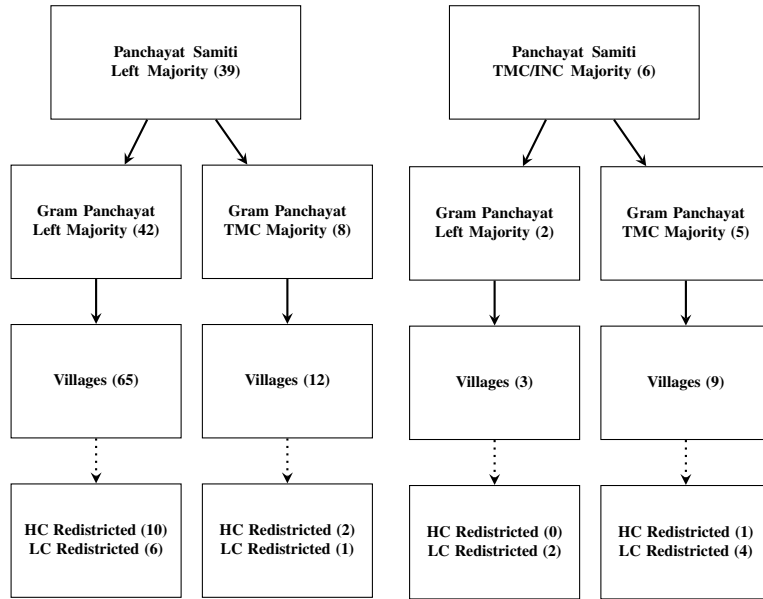 Panchayat Samiti
Left Majority (39)
Panchayat Samiti
TMC/INC Majority (6)
Gram Panchayat
Left Majority (42)
Gram Panchayat
TMC Majority (8)
Gram Panchayat
Left Majority (2)
Gram Panchayat
TMC Majority (5)
Villages (65)
Villages (12)
Villages (3)
Villages (9)
HC Redistricted (10)
LC Redistricted (6)
HC Redistricted (2)
LC Redistricted (1)
HC Redistricted (0)
LC Redistricted (2)
HC Redistricted (1)
LC Redistricted (4)